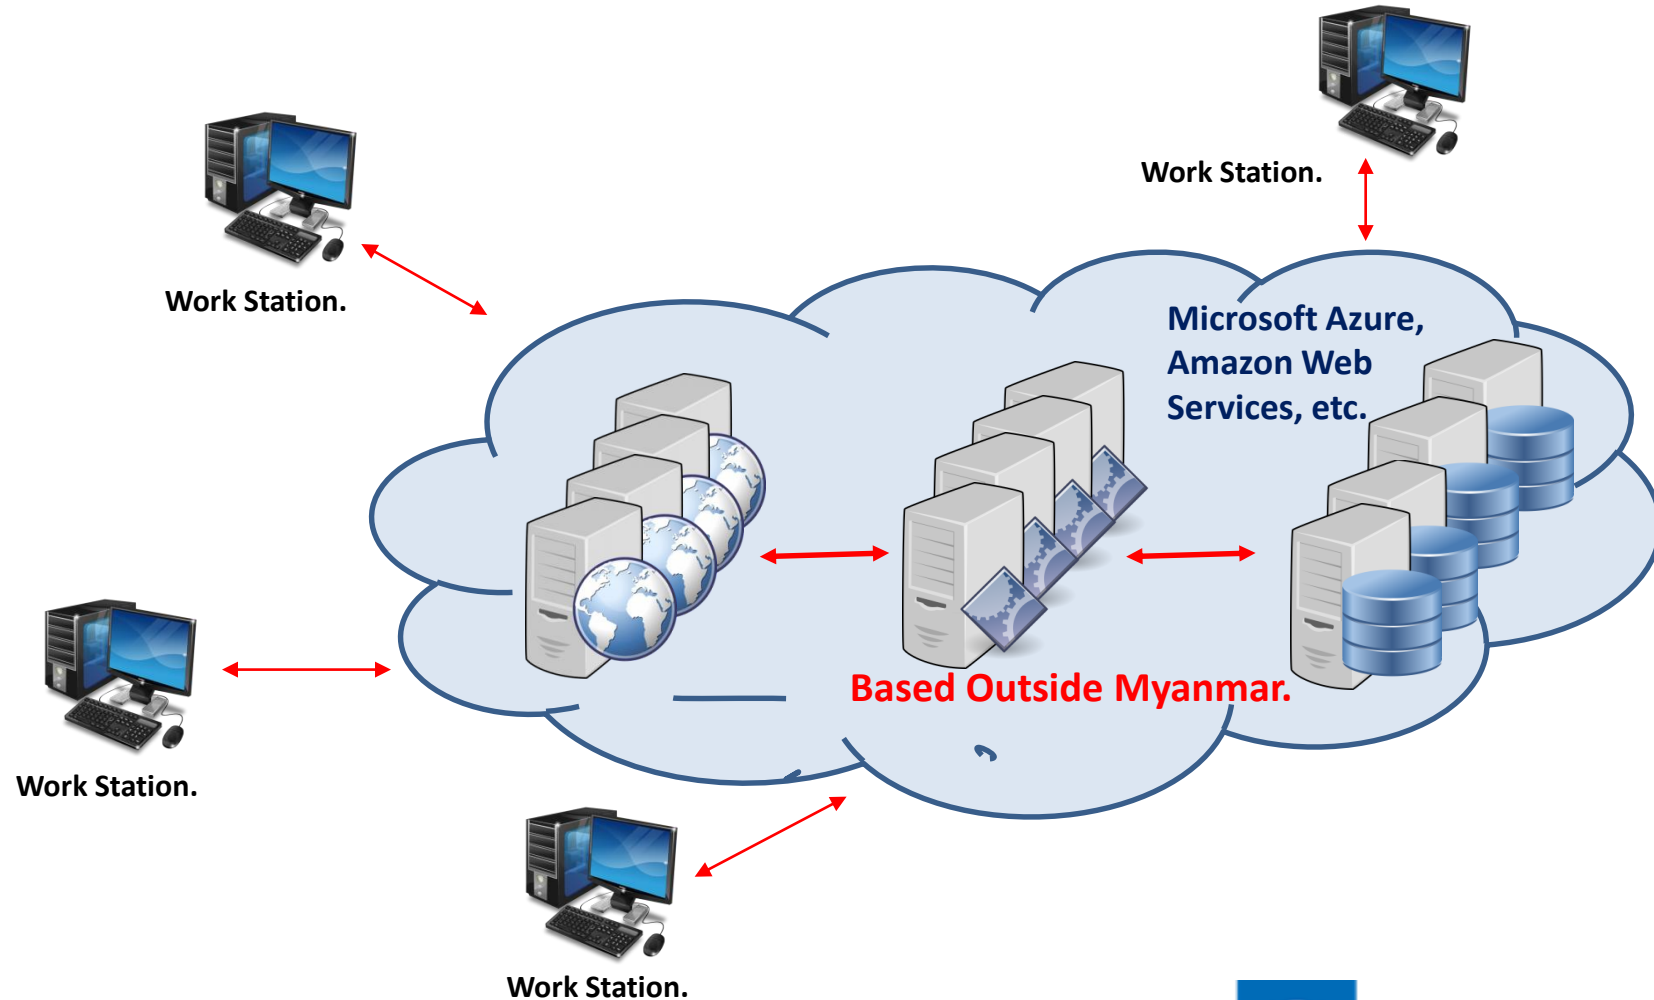 Work Station.
Work Station.
Microsoft Azure,
Amazon Web
Services, etc.
Based Outside Myanmar.
Work Station.
Work Station.